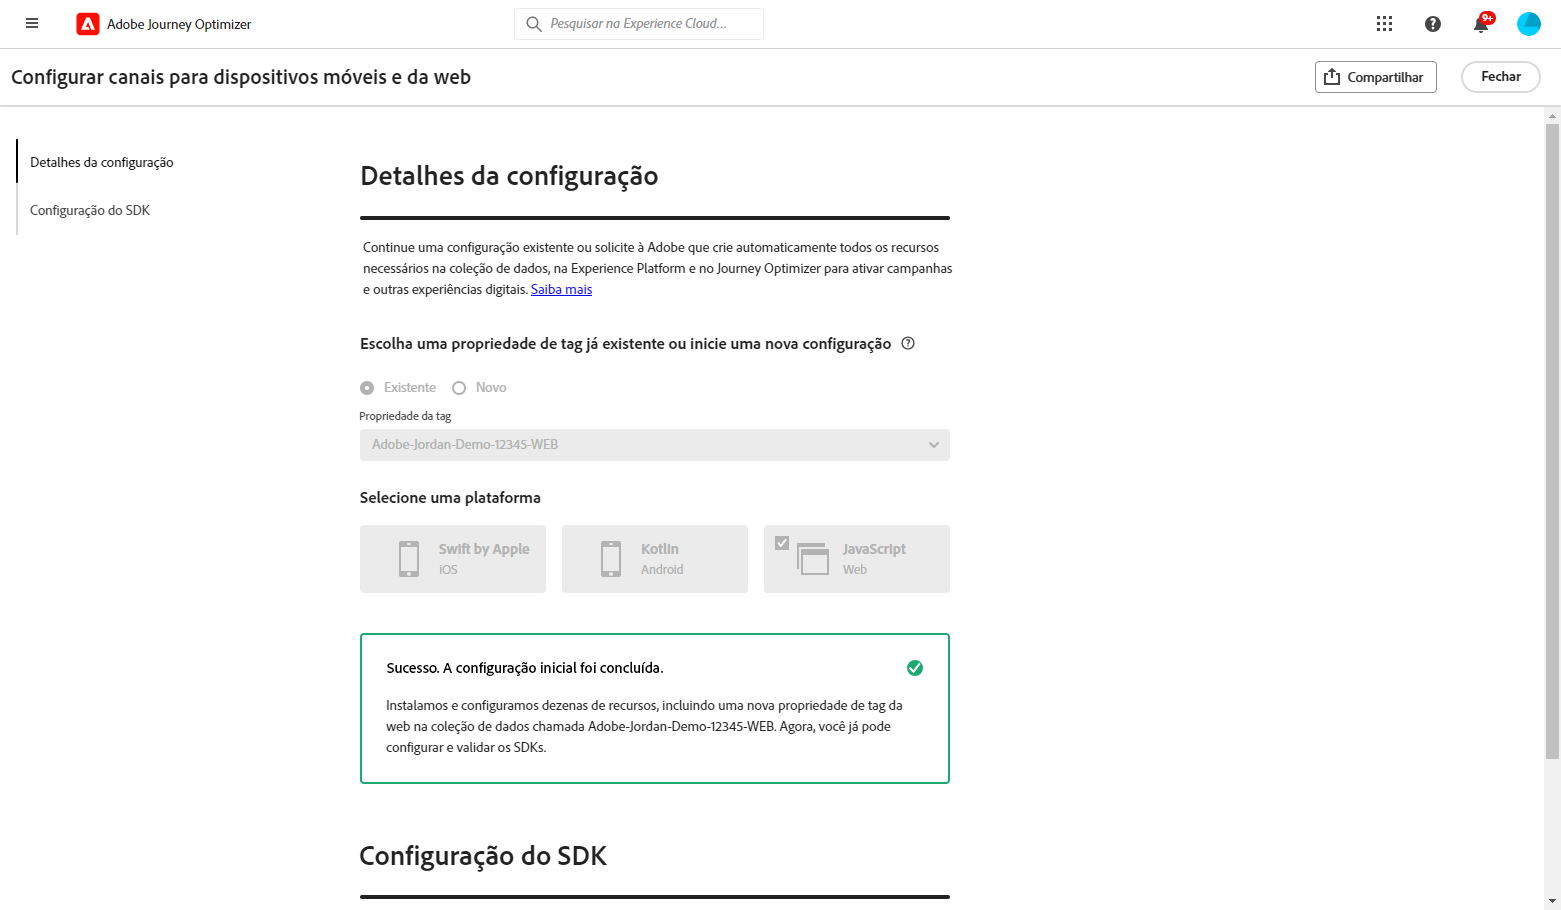 Adobe Journey Optimizer
Pesquisar na Experience Cloud...
9+
Configurar canais para dispositivos móveis e da web
Compartilhar
Fechar
Detalhes da configuração
Configuração do SDK
Detalhes da configuração
Continue uma configuração existente ou solicite à Adobe que crie automaticamente todos os recursos
necessários na coleção de dados, na Experience Platform e no Journey Optimizer para ativar campanhas
e outras experiências digitais. Saiba mais
Escolha uma propriedade de tag já existente ou inicie uma nova configuração
Existente
Novo
Propriedade da tag
Adobe-Jordan-Demo-12345-WEB
Selecione uma plataforma
Swift by Apple
iOS
Kotlin
Android
JavaScript
Web
Sucesso. A configuração inicial foi concluída.
Instalamos e configuramos dezenas de recursos, incluindo uma nova propriedade de tag da
web na coleção de dados chamada Adobe-Jordan-Demo-12345-WEB. Agora, você já pode
configurar e validar os SDKs.
Configuração do SDK